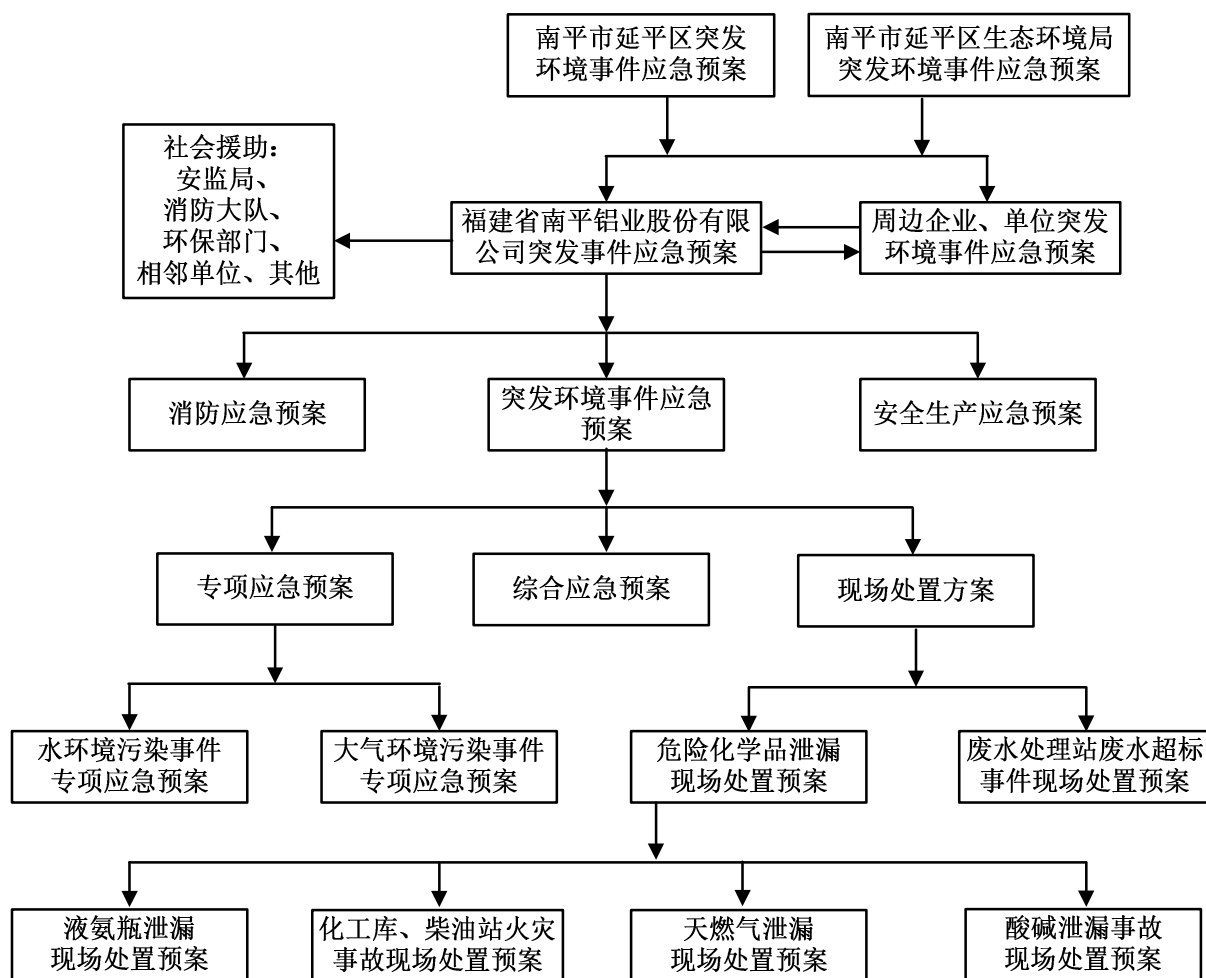 南平市延平区突发
环境事件应急预案
南平市延平区生态环境局
突发环境事件应急预案
社会援助：
安监局、
消防大队、
环保部门、
相邻单位、其他
福建省南平铝业股份有限
公司突发事件应急预案
周边企业、单位突发
环境事件应急预案
消防应急预案
突发环境事件应急
预案
安全生产应急预案
专项应急预案
综合应急预案
现场处置方案
水环境污染事件
专项应急预案
大气环境污染事件
专项应急预案
危险化学品泄漏
现场处置预案
废水处理站废水超标
事件现场处置预案
液氨瓶泄漏
现场处置预案
化工库、柴油站火灾
事故现场处置预案
天燃气泄漏
现场处置预案
酸碱泄漏事故
现场处置预案